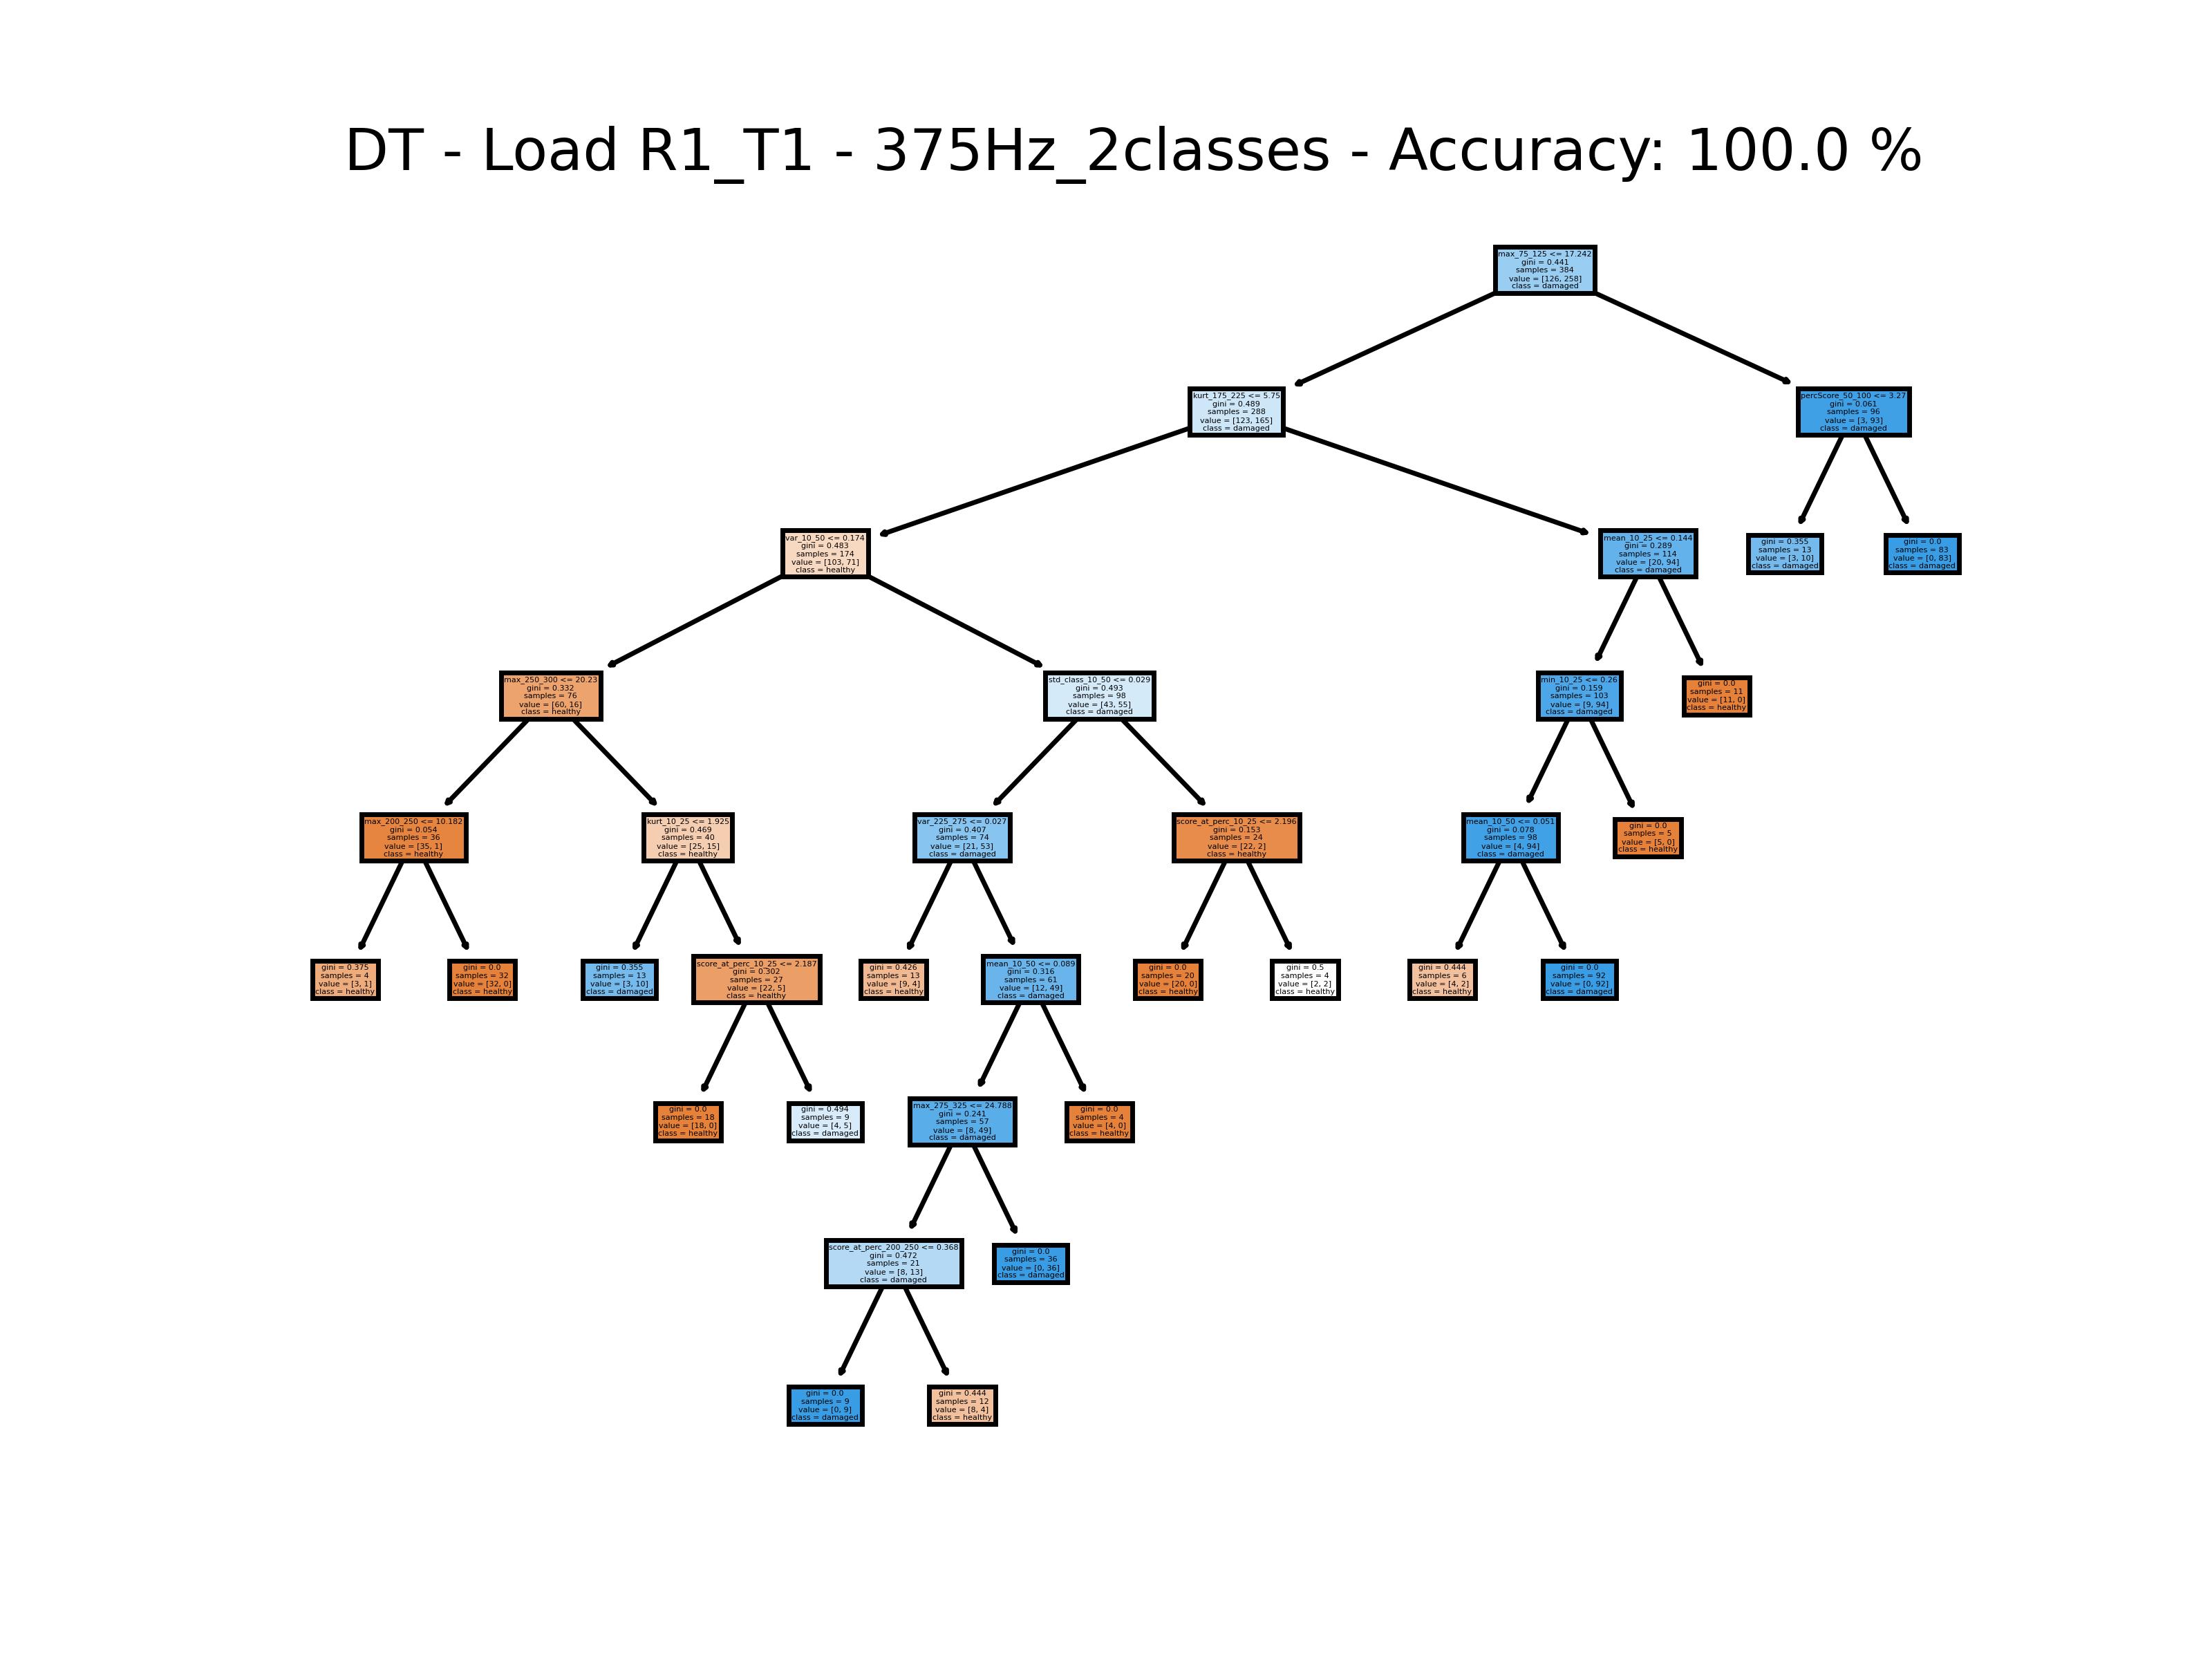 DT - Load R1_T1 - 375Hz_2classes - Accuracy: 100.0 %
max_75_125 <= 17.242
gini = 0.441
samples = 384
value = [126, 258]
class = damaged
kurt_175_225 <= 5.75
gini = 0.489
samples = 288
value = [123, 165]
class = damaged
percScore_50_100 <= 3.27
gini = 0.061
samples = 96
value = [3, 93]
class = damaged
var_10_50 <= 0.174
gini = 0.483
samples = 174
value = [103, 71]
class = healthy
mean_10_25 <= 0.144
gini = 0.289
samples = 114
value = [20, 94]
class = damaged
gini = 0.355
samples = 13
value = [3, 10]
class = damaged
gini = 0.0
samples = 83
value = [0, 83]
class = damaged
max_250_300 <= 20.23
gini = 0.332
samples = 76
value = [60, 16]
class = healthy
std_class_10_50 <= 0.029
gini = 0.493
samples = 98
value = [43, 55]
class = damaged
min_10_25 <= 0.26
gini = 0.159
samples = 103
value = [9, 94]
class = damaged
gini = 0.0
samples = 11
value = [11, 0]
class = healthy
max_200_250 <= 10.182
gini = 0.054
samples = 36
value = [35, 1]
class = healthy
kurt_10_25 <= 1.925
gini = 0.469
samples = 40
value = [25, 15]
class = healthy
var_225_275 <= 0.027
gini = 0.407
samples = 74
value = [21, 53]
class = damaged
score_at_perc_10_25 <= 2.196
gini = 0.153
samples = 24
value = [22, 2]
class = healthy
mean_10_50 <= 0.051
gini = 0.078
samples = 98
value = [4, 94]
class = damaged
gini = 0.0
samples = 5
value = [5, 0]
class = healthy
gini = 0.375
samples = 4
value = [3, 1]
class = healthy
gini = 0.0
samples = 32
value = [32, 0]
class = healthy
gini = 0.355
samples = 13
value = [3, 10]
class = damaged
score_at_perc_10_25 <= 2.187
gini = 0.302
samples = 27
value = [22, 5]
class = healthy
gini = 0.426
samples = 13
value = [9, 4]
class = healthy
mean_10_50 <= 0.089
gini = 0.316
samples = 61
value = [12, 49]
class = damaged
gini = 0.0
samples = 20
value = [20, 0]
class = healthy
gini = 0.5
samples = 4
value = [2, 2]
class = healthy
gini = 0.444
samples = 6
value = [4, 2]
class = healthy
gini = 0.0
samples = 92
value = [0, 92]
class = damaged
gini = 0.0
samples = 18
value = [18, 0]
class = healthy
gini = 0.494
samples = 9
value = [4, 5]
class = damaged
max_275_325 <= 24.788
gini = 0.241
samples = 57
value = [8, 49]
class = damaged
gini = 0.0
samples = 4
value = [4, 0]
class = healthy
score_at_perc_200_250 <= 0.368
gini = 0.472
samples = 21
value = [8, 13]
class = damaged
gini = 0.0
samples = 36
value = [0, 36]
class = damaged
gini = 0.0
samples = 9
value = [0, 9]
class = damaged
gini = 0.444
samples = 12
value = [8, 4]
class = healthy